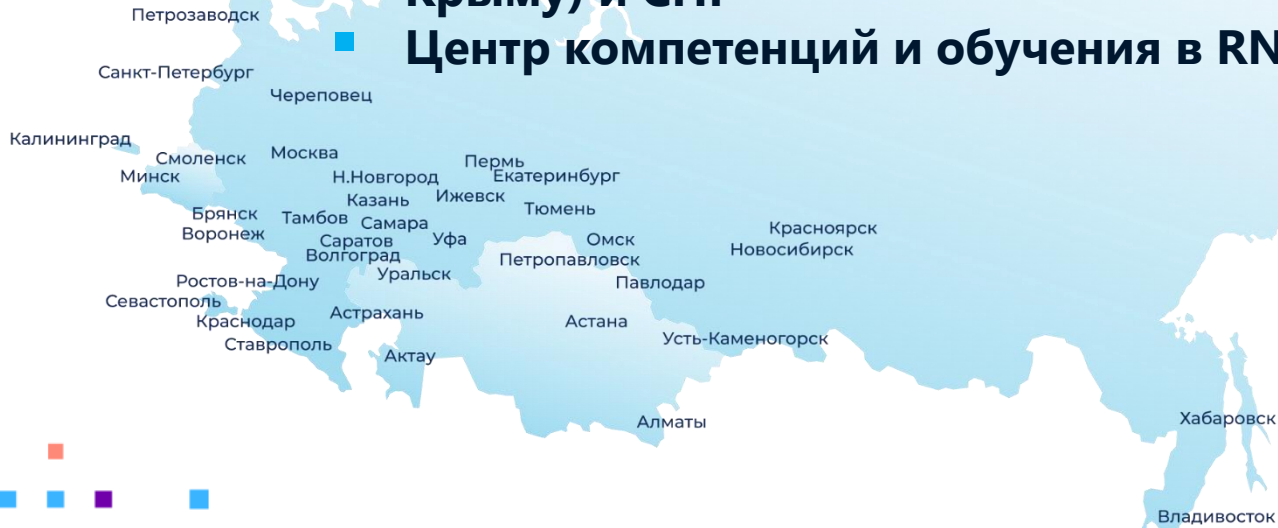 Крыму) и СНГ
Центр компетенций и обучения в RN
Петрозаводск
Санкт-Петербург
Череповец
Калининград
Смоленск
Москва
Минск
Пермь
Н.Новгород
Екатеринбург
Казань
Ижевск
Тюмень
Брянск
Тамбов
Самара
Воронеж
Саратов
Уфа
Омск
Красноярск
Волгоград
Петропавловск
Новосибирск
Уральск
Ростов-на-Дону
Павлодар
Севастополь
Краснодар
Астрахань
Астана
Ставрополь
Актау
Усть-Каменогорск
Алматы
Хабаровск
Владивосток